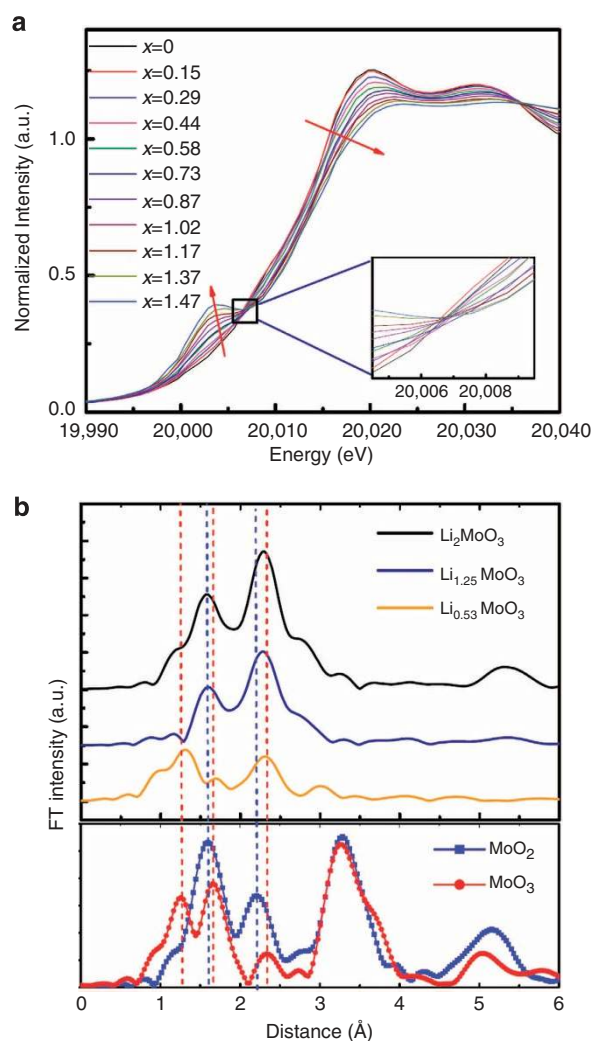 a
x=0
x=0.15
x=0.29
x=0.44
x=0.58
x=0.73
x=0.87
x=1.02
x=1.17
x=1.37
x=1.47
Normalized Intensity (a.u.)
1.0
0.5
0.0
20,006 20,008
19,990 20,000 20,010 20,020 20,030 20,040
Energy (eV)
b
Li₂MoO₃
Li₁.₂₅MoO₃
Li₀.₅₃MoO₃
FT intensity (a.u.)
MoO₂
MoO₃
0 1 2 3 4 5 6
Distance (Å)